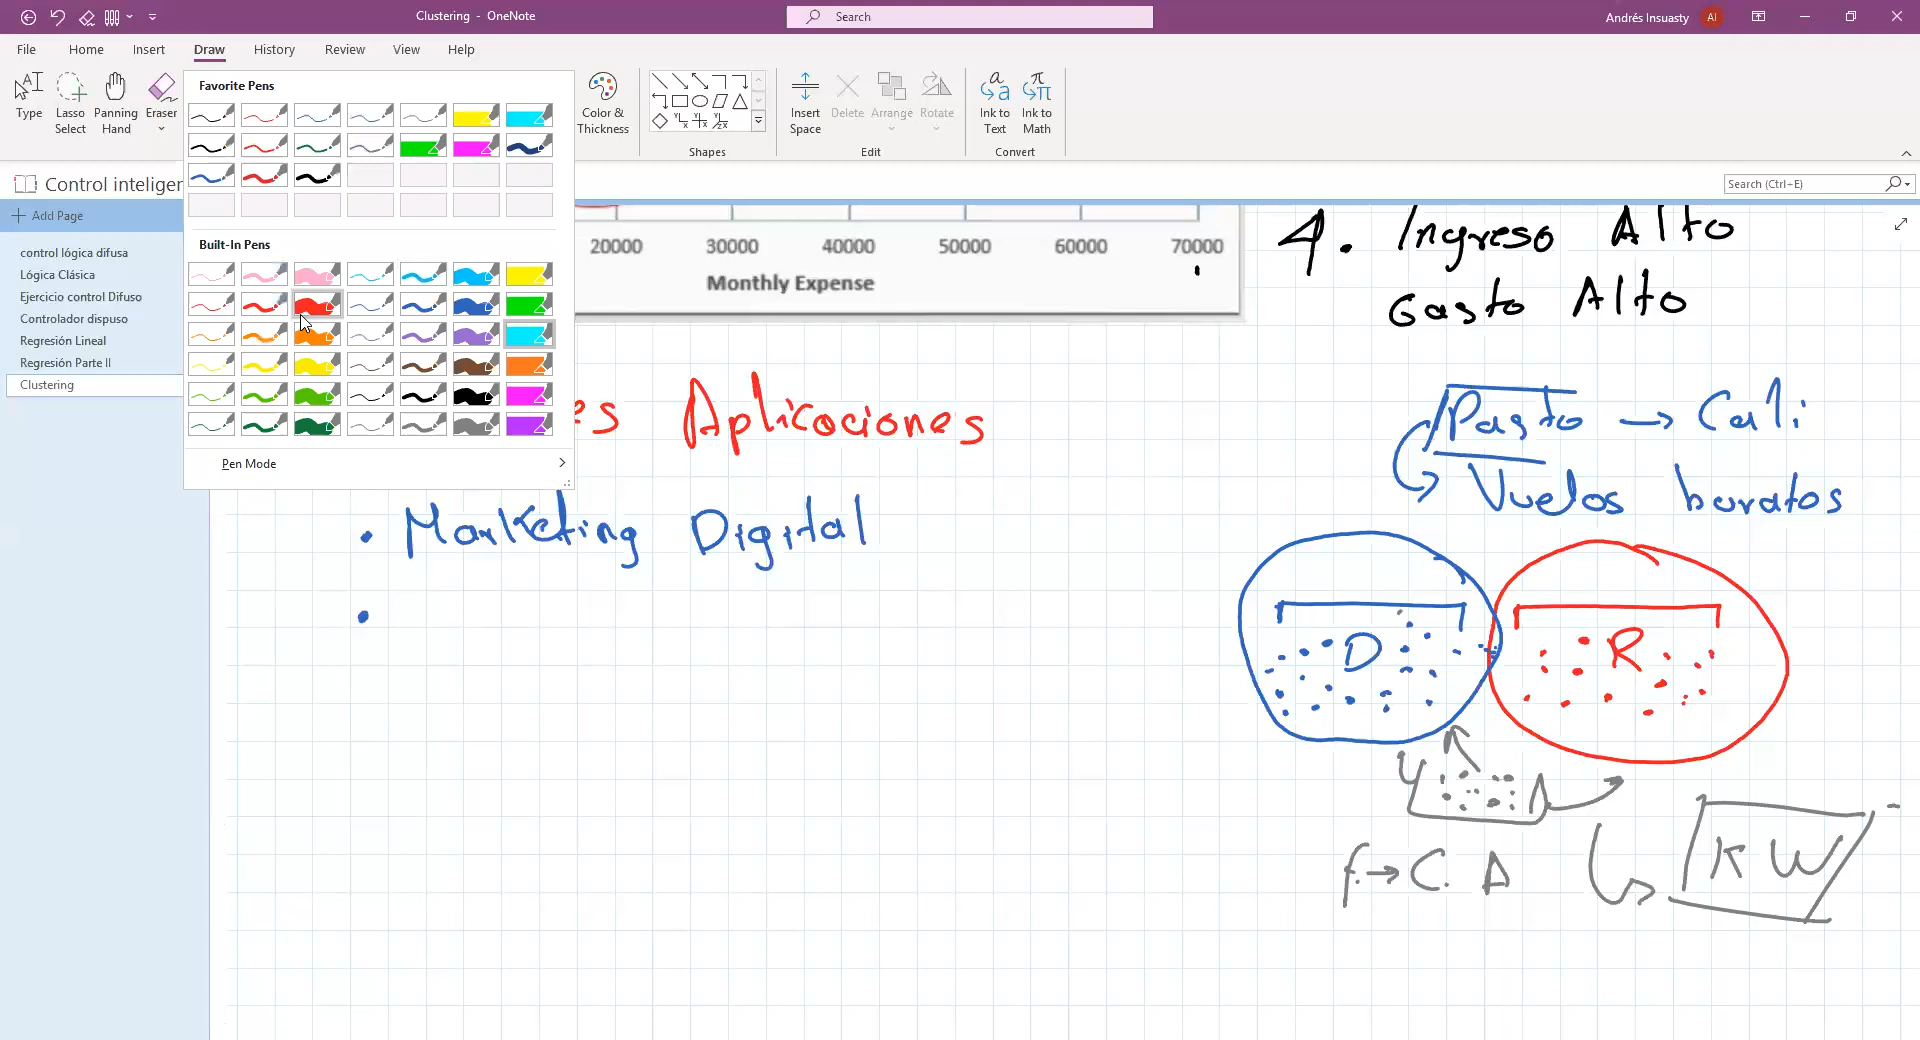 Clustering - OneNote
Search
Andrés Insuasty
AI
File
Home
Insert
Draw
History
Review
View
Help
Type
Lasso Select
Panning Hand
Eraser
Favorite Pens
Built-In Pens
Pen Mode
Color & Thickness
Shapes
Insert Space
Delete
Arrange
Rotate
Edit
Ink to Text
Ink to Math
Convert
Control inteliger
Search (Ctrl+E)
Add Page
control lógica difusa
Lógica Clásica
Ejercicio control Difuso
Controlador dispuso
Regresión Lineal
Regresión Parte II
Clustering
20000 30000 40000 50000 60000 70000
Monthly Expense
4. Ingreso Alto
Gasto Alto
es Aplicaciones
Pasto → Cali
Vuelos baratos
• Marketing Digital
•
D
R
f. → C. A
KW